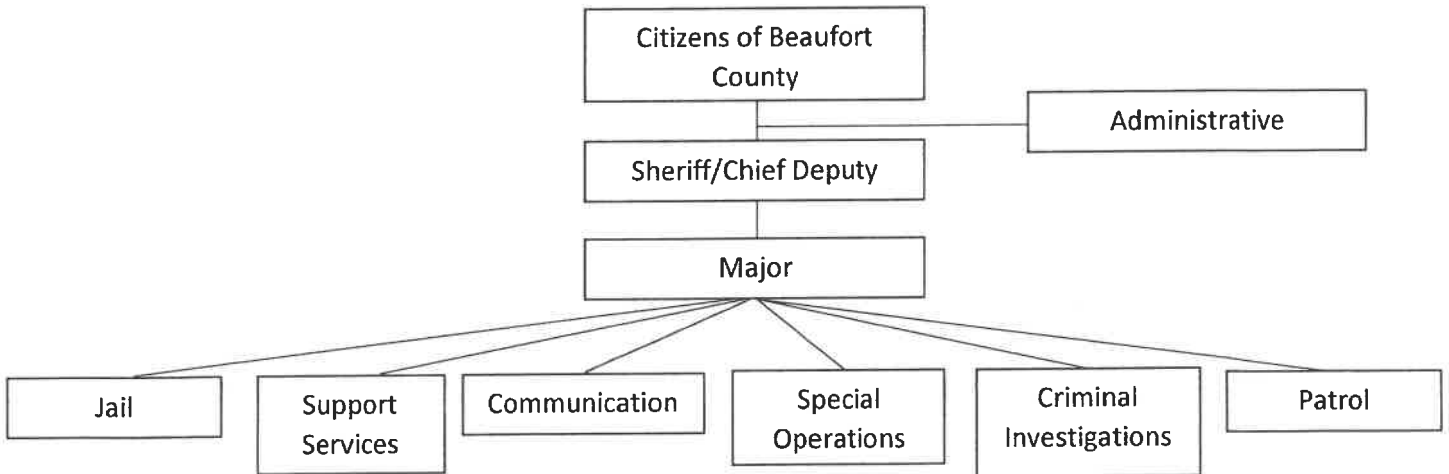 Citizens of Beaufort
County
Administrative
Sheriff/Chief Deputy
Major
Jail
Support
Services
Communication
Special
Operations
Criminal
Investigations
Patrol